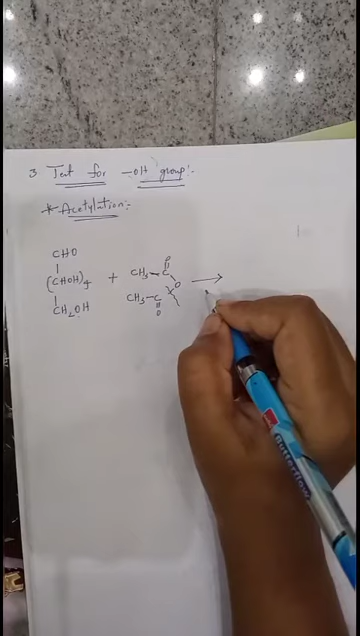 3 Test for -OH group:-
* Acetylation:-
CHO
|
(CHOH)4
|
CH2OH
+
CH3-C
O
O
CH3-C
O
→
Butterflow